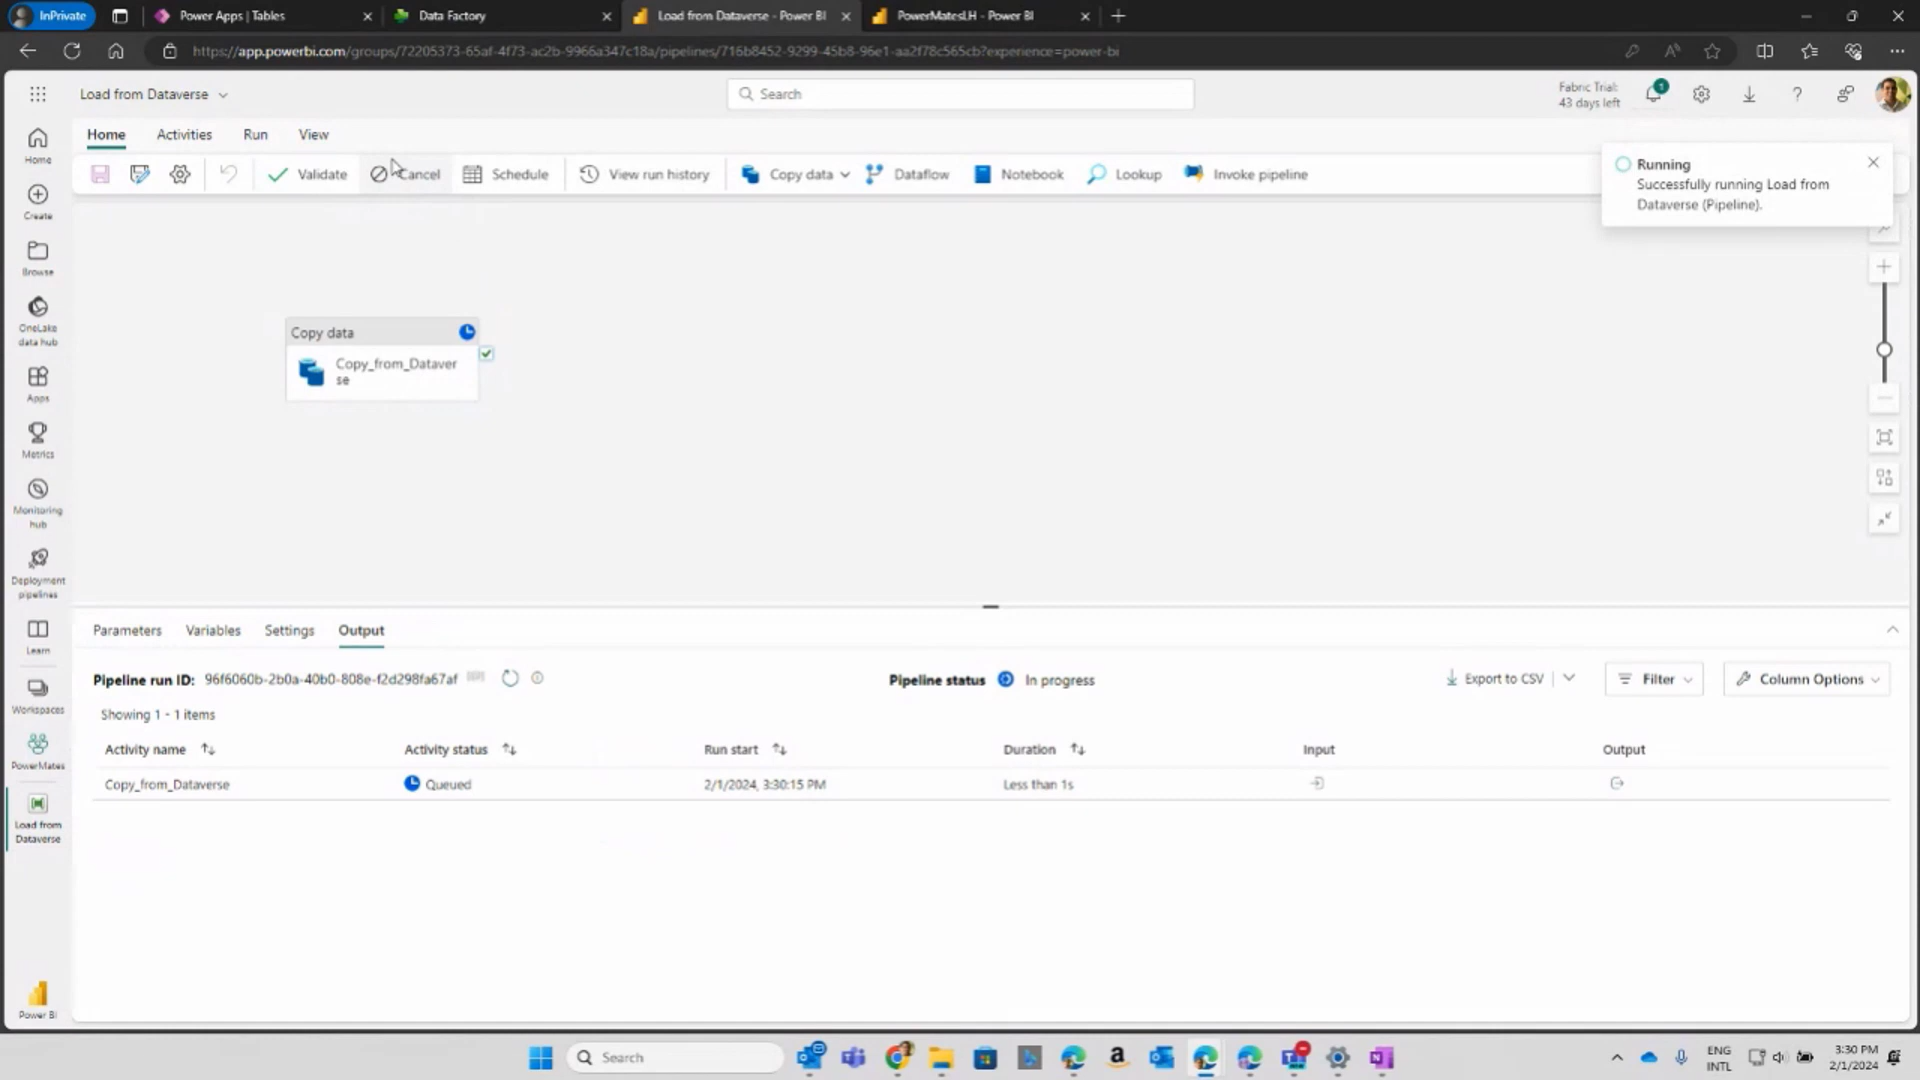 InPrivate
Power Apps | Tables
Data Factory
Load from Dataverse - Power BI
PowerMatesLH - Power BI
https://app.powerbi.com/groups/72205373-65af-4f73-ac2b-9966a347c18a/pipelines/716b8452-9299-45b8-96e1-aa2f78c565cb?experience=power-bi
Load from Dataverse
Search
Fabric Trial:
43 days left
1
Home
Activities
Run
View
Validate
Cancel
Schedule
View run history
Copy data
Dataflow
Notebook
Lookup
Invoke pipeline
Running
Successfully running Load from
Dataverse (Pipeline).
Home
Create
Browse
OneLake
data hub
Apps
Metrics
Monitoring
hub
Deployment
pipelines
Learn
Workspaces
PowerMates
Load from
Dataverse
Power BI
Copy data
Copy_from_Dataver
se
Parameters
Variables
Settings
Output
Pipeline run ID: 96f6060b-2b0a-40b0-808e-f2d298fa67af
Pipeline status In progress
Export to CSV
Filter
Column Options
Showing 1 - 1 items
Activity name
Activity status
Run start
Duration
Input
Output
Copy_from_Dataverse
Queued
2/1/2024, 3:30:15 PM
Less than 1s
Search
ENG
INTL
3:30 PM
2/1/2024